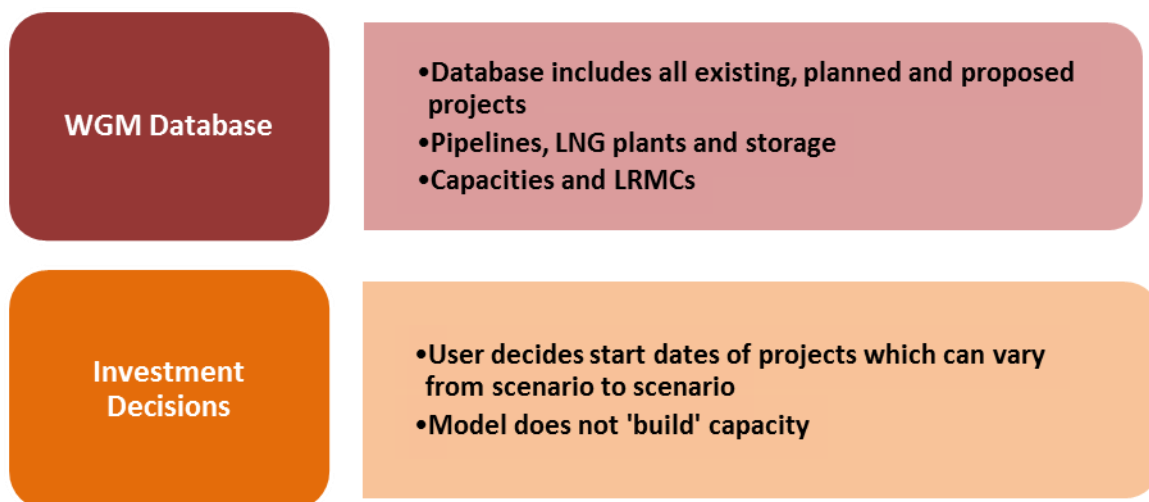 WGM Database
•Database includes all existing, planned and proposed
projects
•Pipelines, LNG plants and storage
•Capacities and LRMCs
Investment
Decisions
•User decides start dates of projects which can vary
from scenario to scenario
•Model does not 'build' capacity